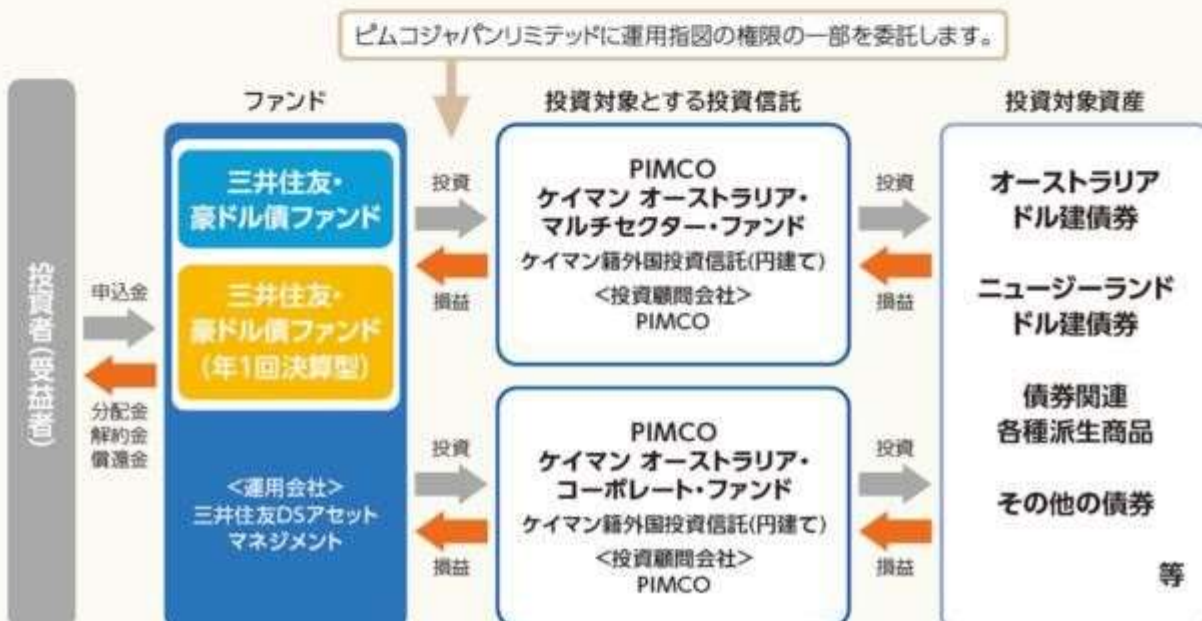 ピムコジャパンリミテッドに運用指図の権限の一部を委託します。
ファンド
投資対象とする投資信託
投資対象資産
投資者(受益者)
申込金
分配金
解約金
償還金
三井住友・
豪ドル債ファンド
三井住友・
豪ドル債ファンド
(年1回決算型)
<運用会社>
三井住友DSアセット
マネジメント
投資
損益
投資
損益
PIMCO
ケイマン オーストラリア・
マルチセクター・ファンド
ケイマン籍外国投資信託(円建て)
<投資顧問会社>
PIMCO
PIMCO
ケイマン オーストラリア・
コーポレート・ファンド
ケイマン籍外国投資信託(円建て)
<投資顧問会社>
PIMCO
投資
損益
投資
損益
オーストラリア
ドル建債券
ニュージーランド
ドル建債券
債券関連
各種派生商品
その他の債券
等